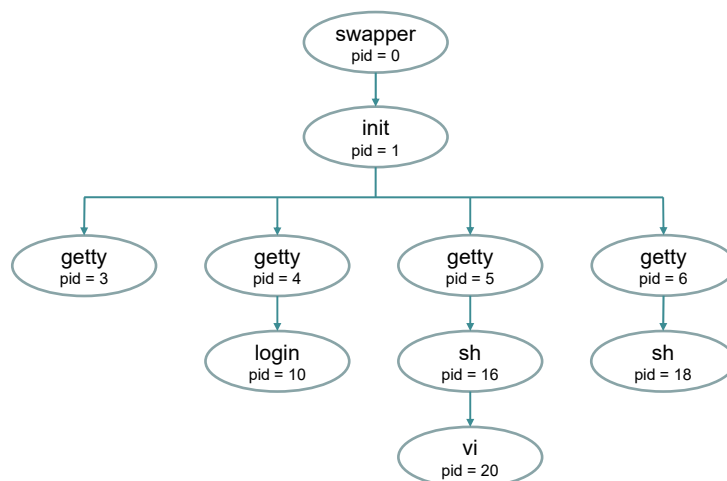 swapper
pid = 0
init
pid = 1
getty
pid = 3
getty
pid = 4
getty
pid = 5
getty
pid = 6
login
pid = 10
sh
pid = 16
sh
pid = 18
vi
pid = 20